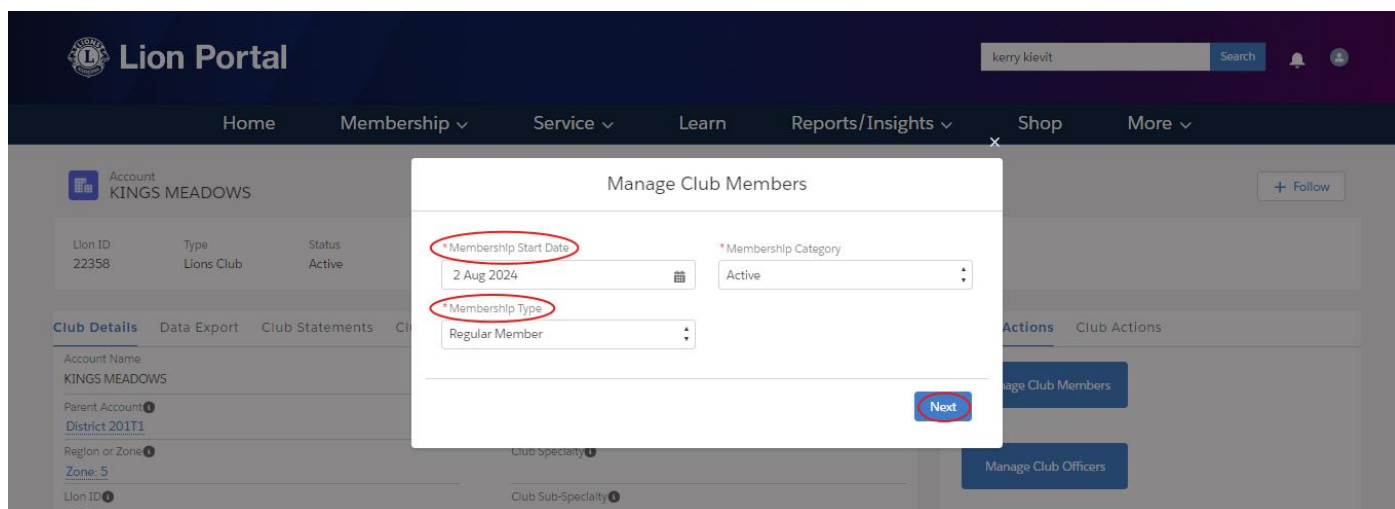 Lion Portal
kerry kievit
Search
Home Membership Service Learn Reports/Insights Shop More
Account
KINGS MEADOWS
+ Follow
Lion ID Type Status
22358 Lions Club Active
Manage Club Members
*Membership Start Date *Membership Category
2 Aug 2024 Active
*Membership Type
Regular Member
Next
Club Details Data Export Club Statements
Actions Club Actions
Account Name
KINGS MEADOWS
Club Members
Parent Account
District 201T1
Region or Zone Club Specialty
Zone: 5
Manage Club Officers
Lion ID Club Sub-Specialty